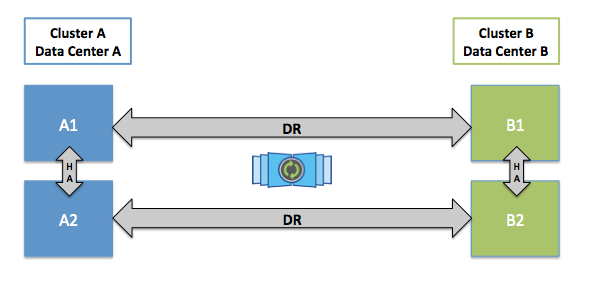 Cluster A
Data Center A
Cluster B
Data Center B
A1
DR
B1
H
A
H
A
A2
DR
B2